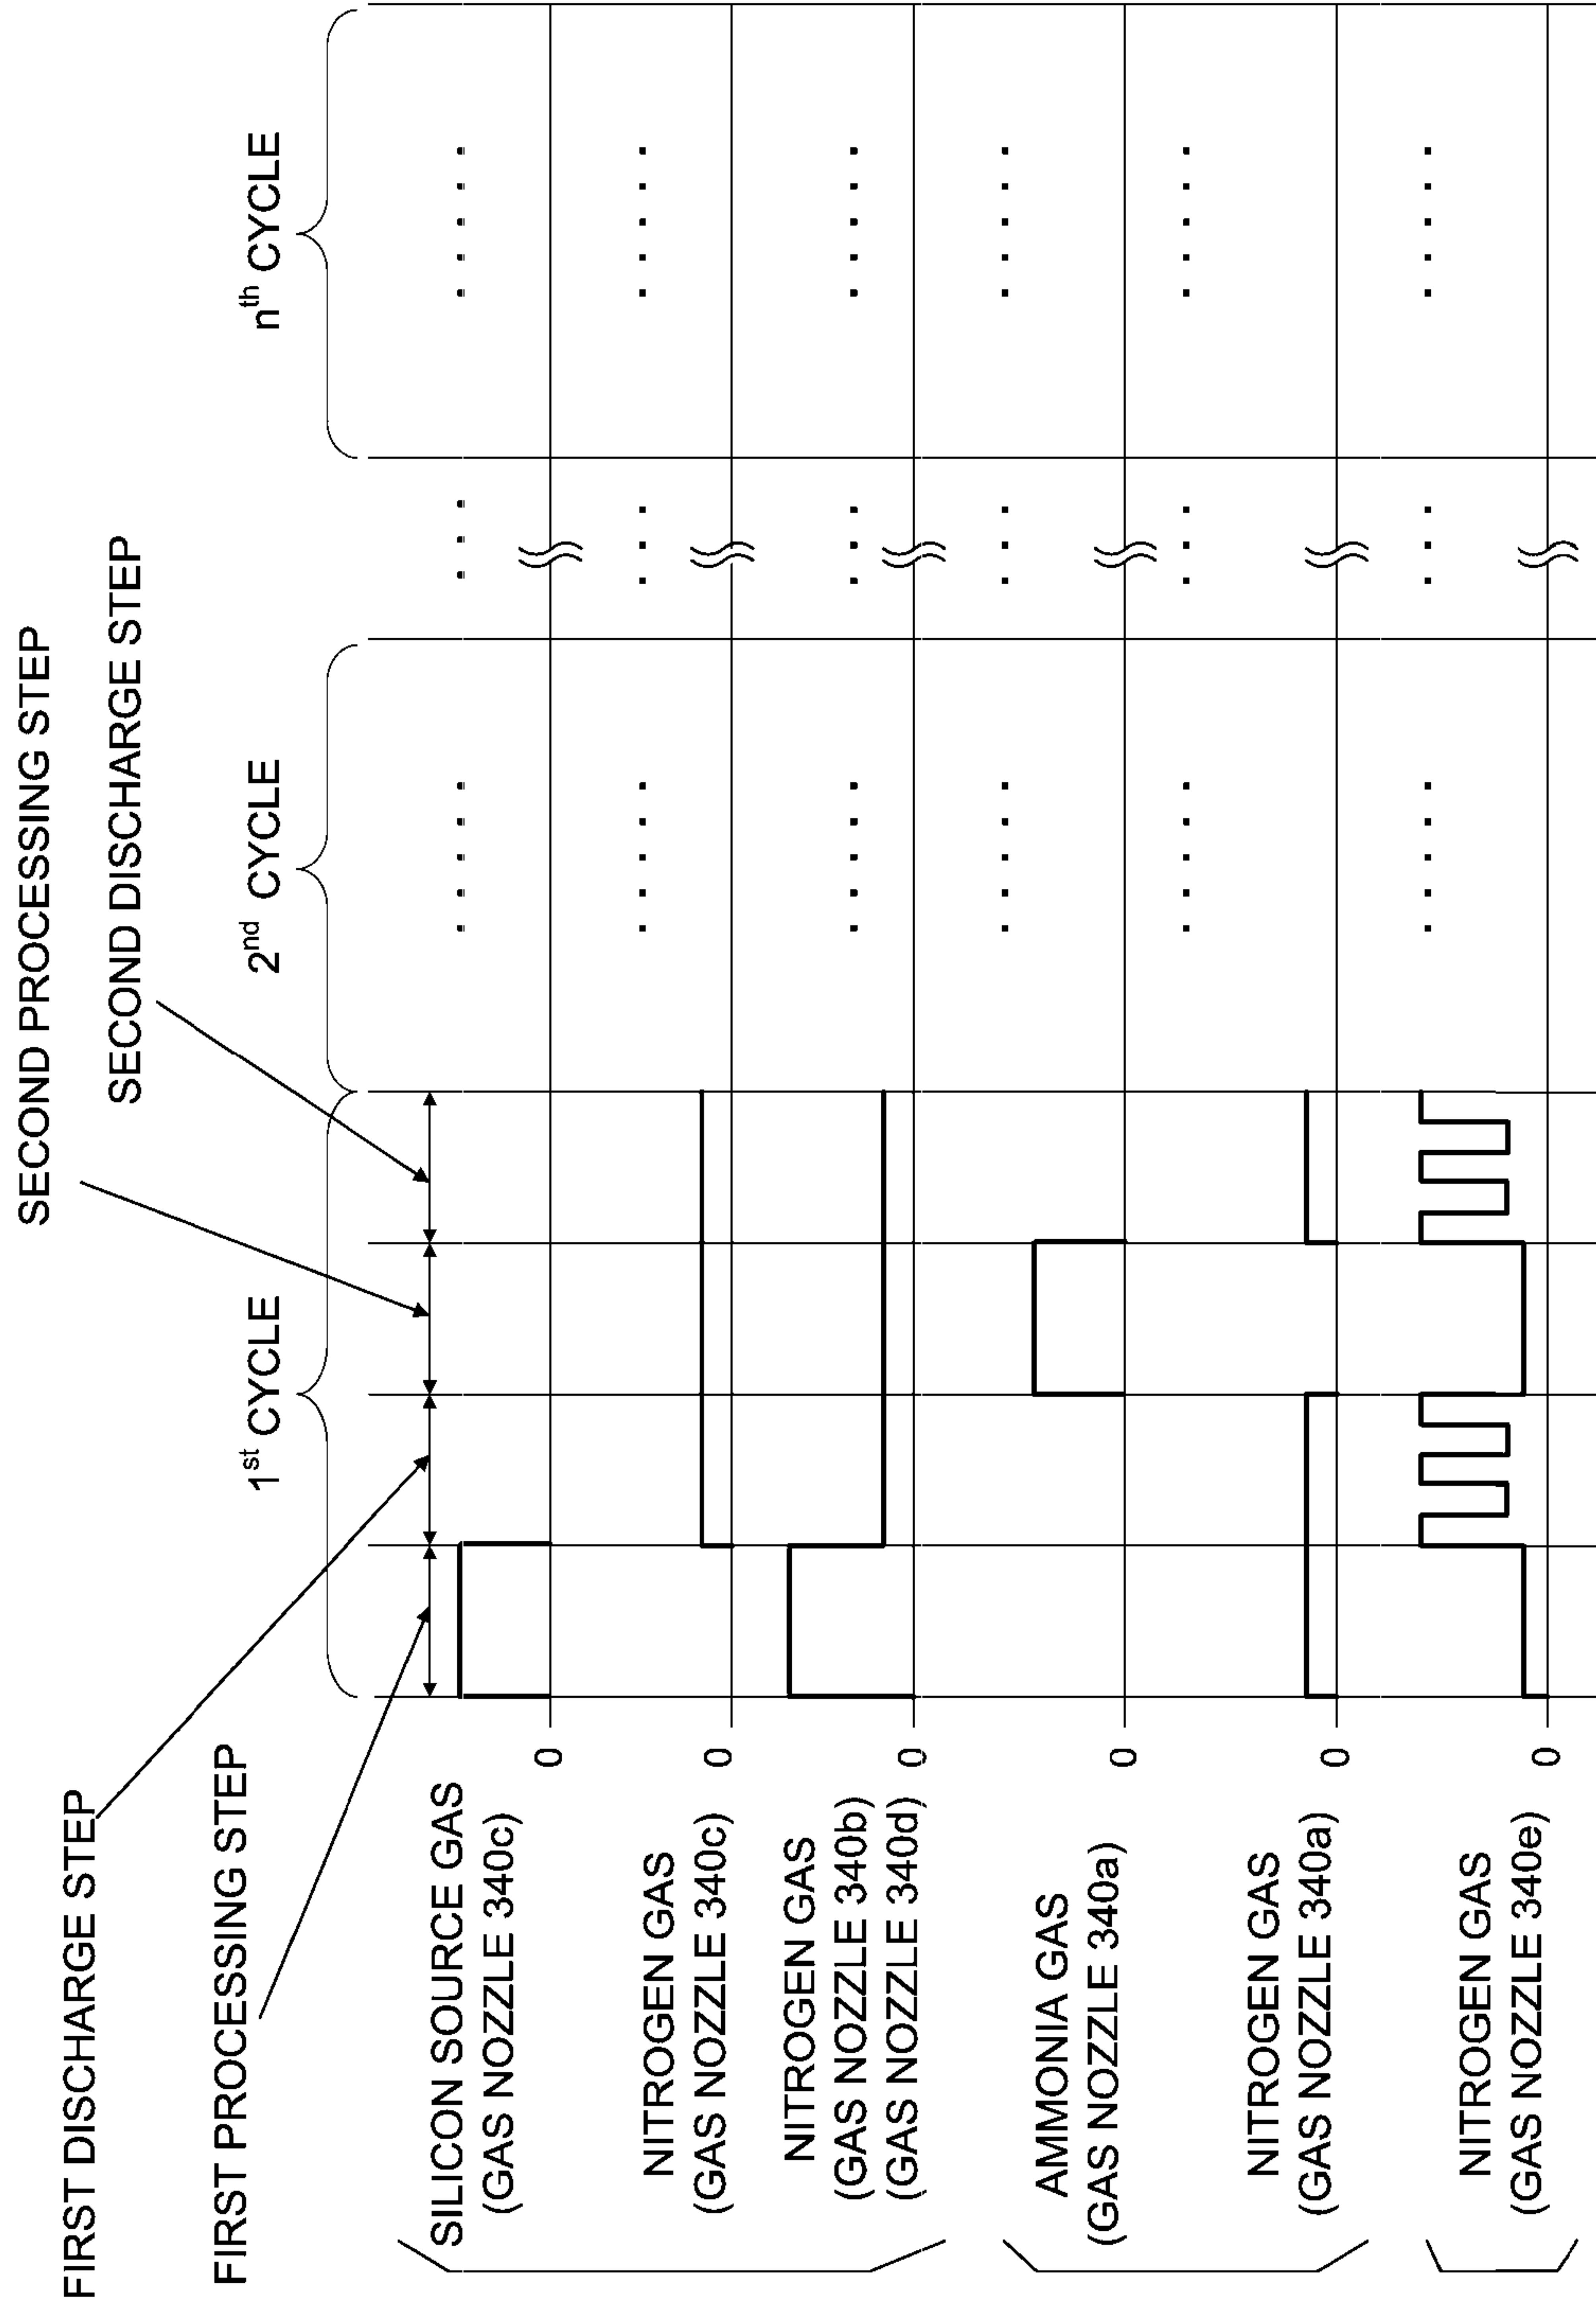 SECOND PROCESSING STEP
FIRST DISCHARGE STEP
SECOND DISCHARGE STEP
FIRST PROCESSING STEP
1st CYCLE
2nd CYCLE
nth CYCLE
SILICON SOURCE GAS
(GAS NOZZLE 340c)
0
NITROGEN GAS
(GAS NOZZLE 340c)
0
NITROGEN GAS
(GAS NOZZLE 340b)
(GAS NOZZLE 340d)
0
AMMONIA GAS
(GAS NOZZLE 340a)
0
NITROGEN GAS
(GAS NOZZLE 340a)
0
NITROGEN GAS
(GAS NOZZLE 340e)
0